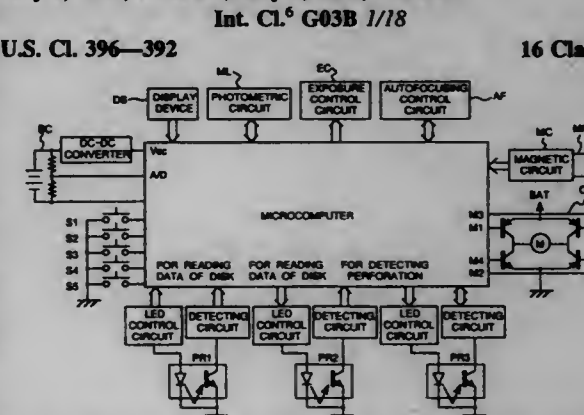 Int. Cl.⁶ G03B 1/18
U.S. Cl. 396—392
16 Cla
ML
EC
DS
DISPLAY DEVICE
PHOTOMETRIC CIRCUIT
EXPOSURE CONTROL CIRCUIT
AUTOFOCUSING CONTROL CIRCUIT
AF
BC
DC-DC CONVERTER
Vcc
A/D
MC
MAGNETIC CIRCUIT
BAT
MICROCOMPUTER
S1
S2
S3
S4
S5
M3
M1
M
M4
M2
FOR READING DATA OF DISK
FOR READING DATA OF DISK
FOR DETECTING PERFORATION
LED CONTROL CIRCUIT
DETECTING CIRCUIT
LED CONTROL CIRCUIT
DETECTING CIRCUIT
LED CONTROL CIRCUIT
DETECTING CIRCUIT
PR1
PR2
PR3